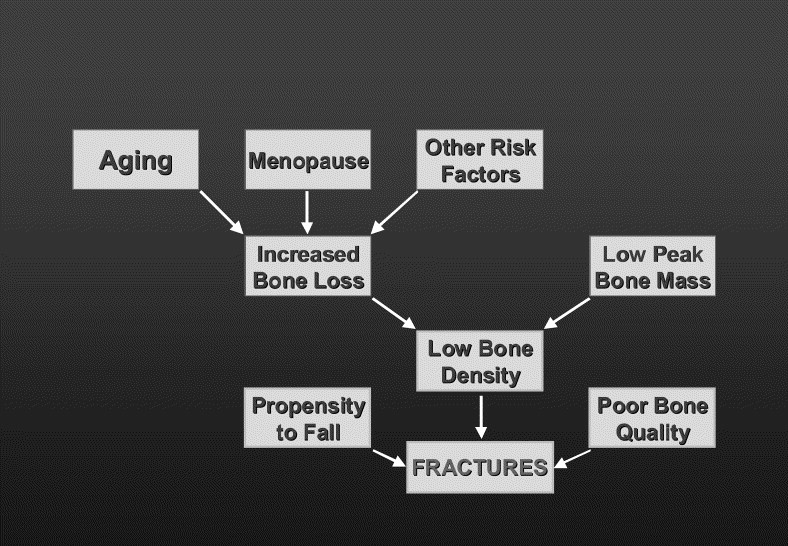 Aging
Menopause
Other Risk
Factors
Increased
Bone Loss
Low Peak
Bone Mass
Low Bone
Density
Propensity
to Fall
Poor Bone
Quality
FRACTURES